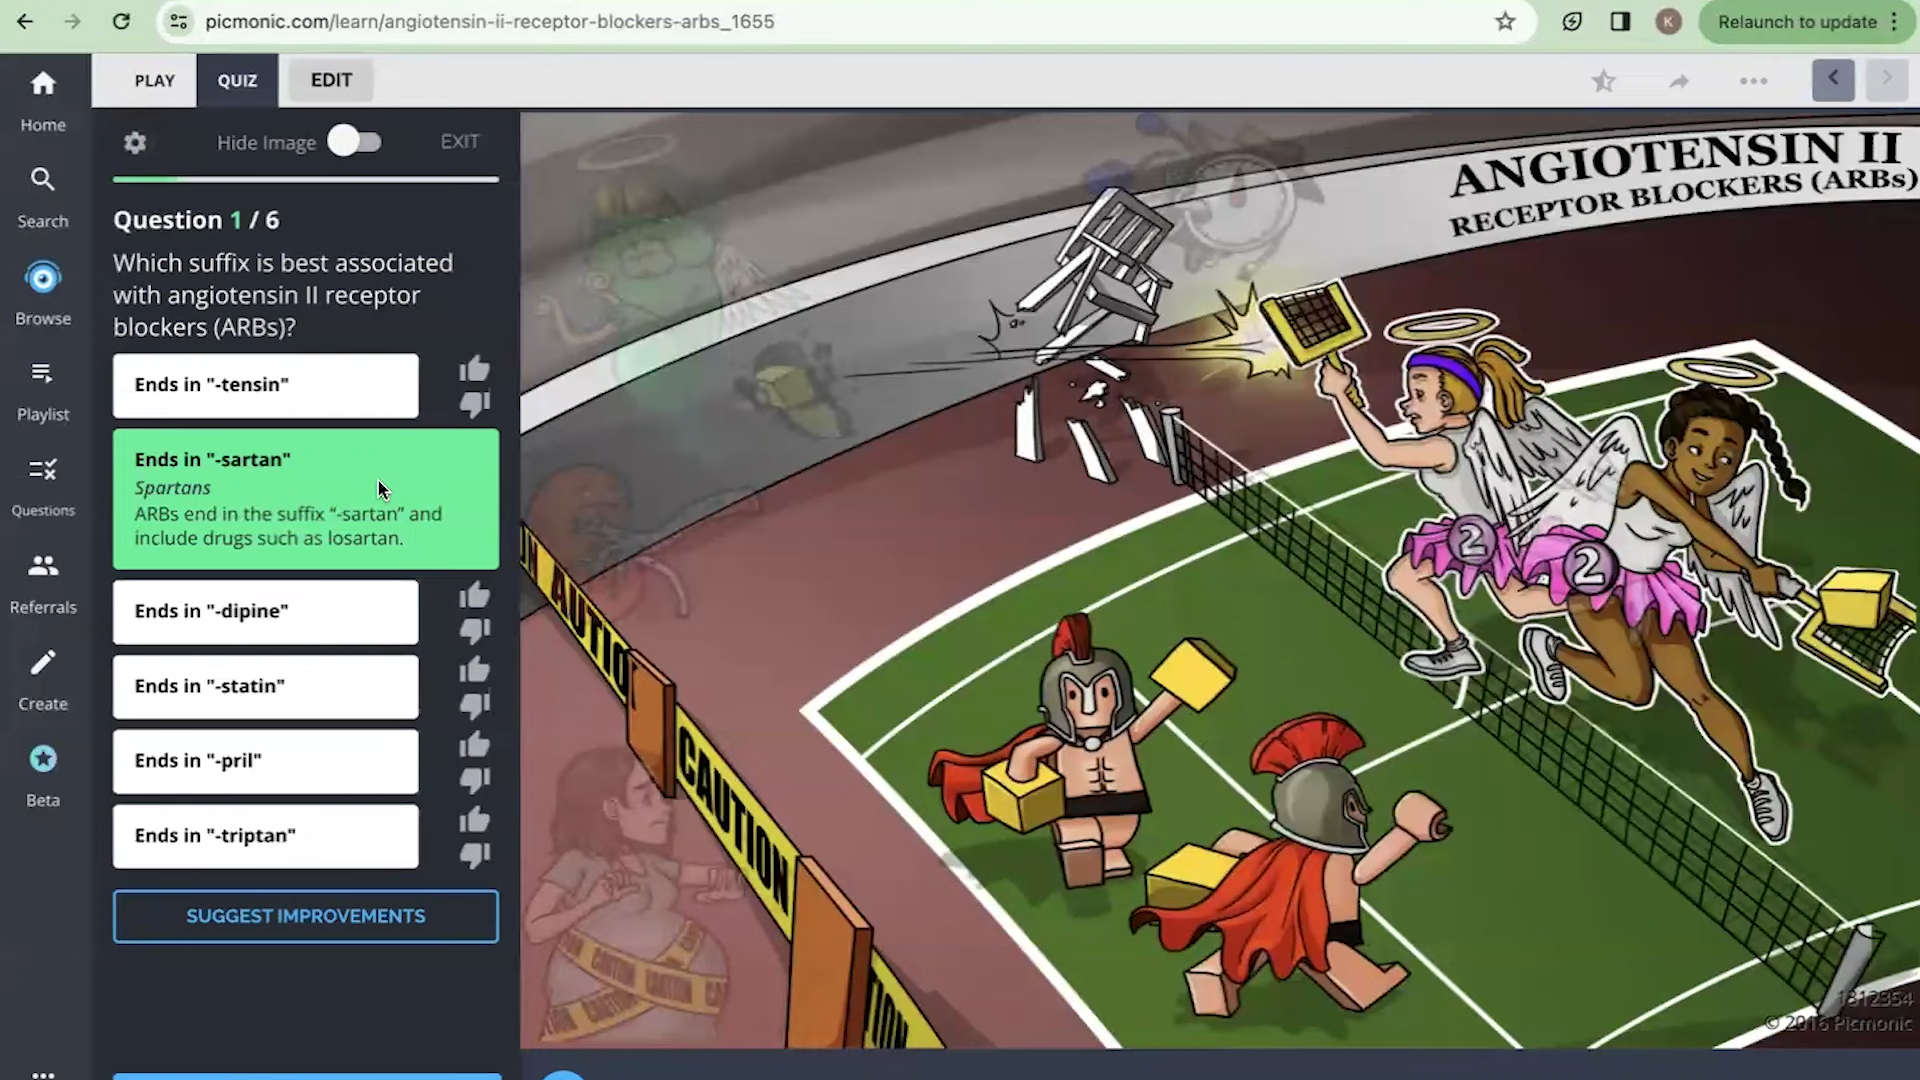 picmonic.com/learn/angiotensin-ii-receptor-blockers-arbs_1655
K
Relaunch to update
PLAY
QUIZ
EDIT
Home
Search
Browse
Playlist
Questions
Referrals
Create
Beta
Hide Image
EXIT
Question 1 / 6
Which suffix is best associated
with angiotensin II receptor
blockers (ARBs)?
Ends in "-tensin"
Ends in "-sartan"
Spartans
ARBs end in the suffix “-sartan” and
include drugs such as losartan.
Ends in "-dipine"
Ends in "-statin"
Ends in "-pril"
Ends in "-triptan"
SUGGEST IMPROVEMENTS
ANGIOTENSIN II
RECEPTOR BLOCKERS (ARBs)
2
2
CAUTION
CAUTION
1312354
© 2016 Picmonic